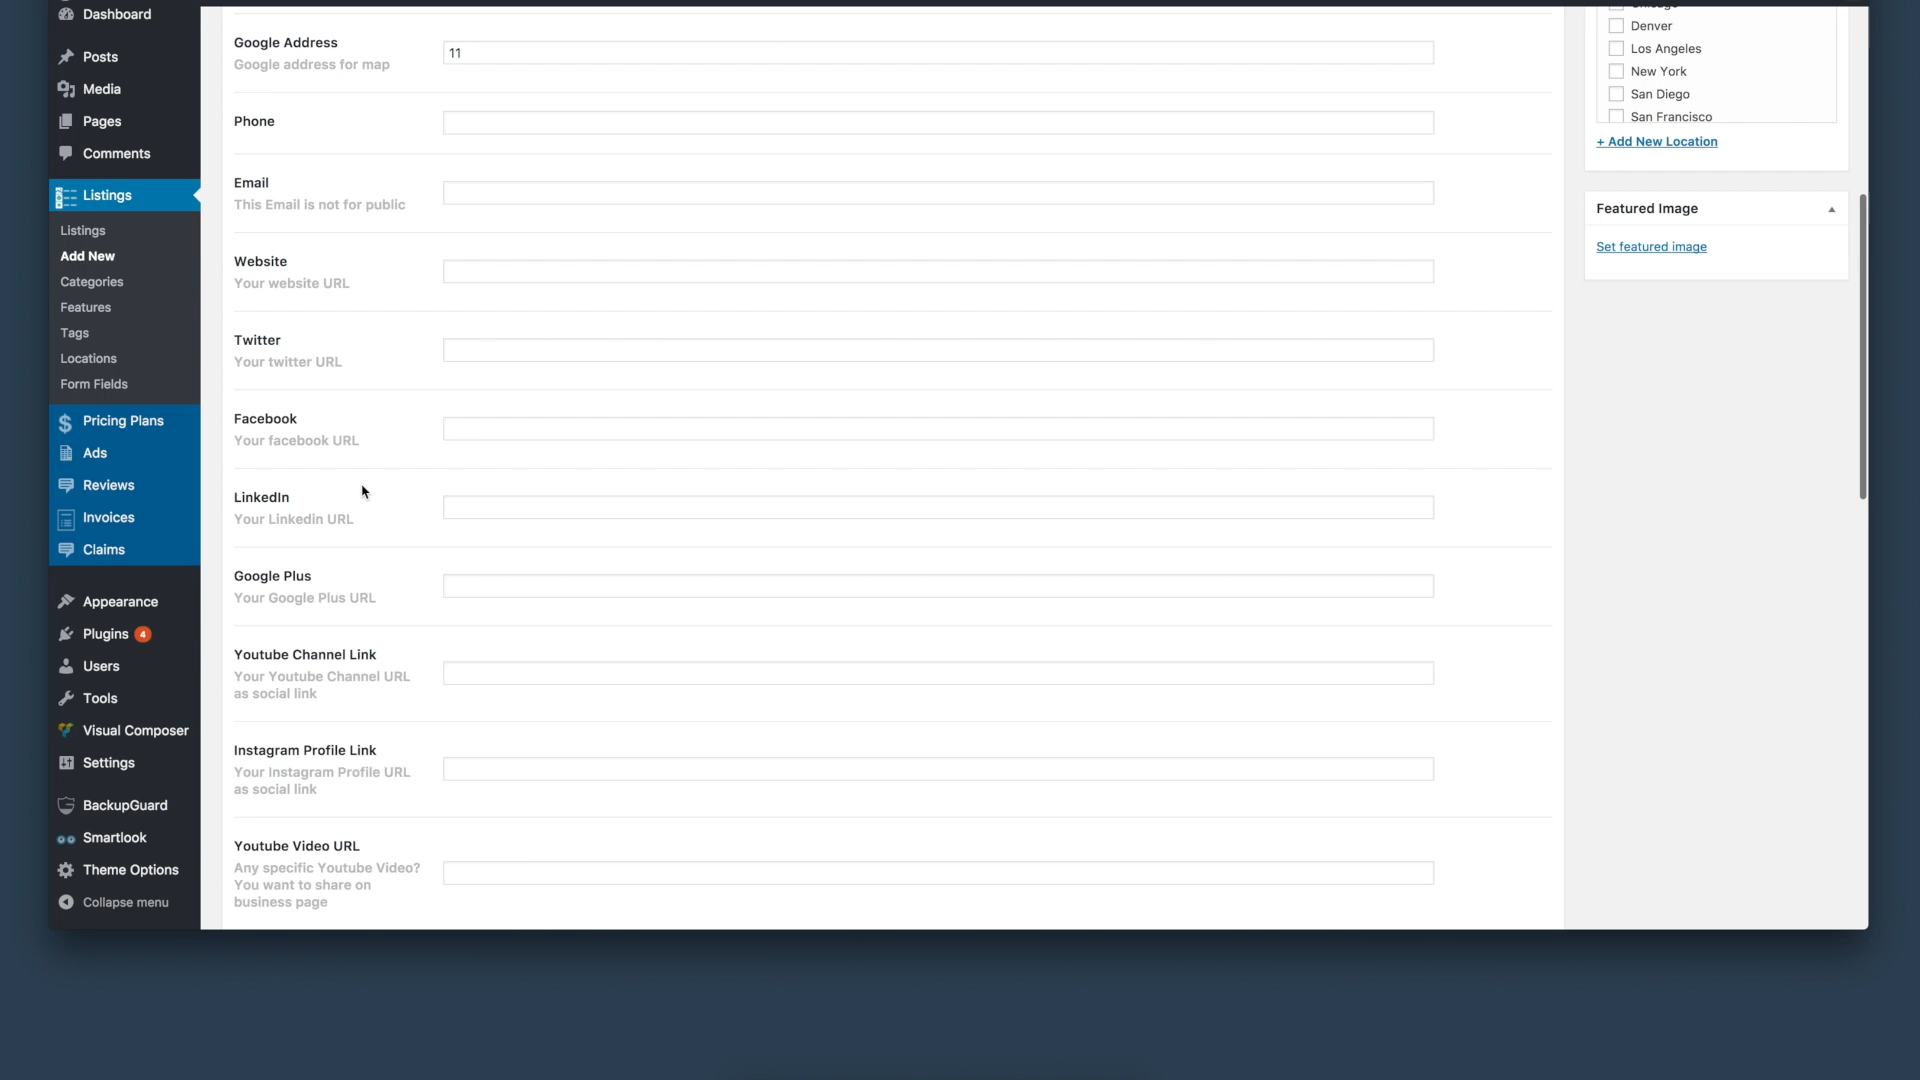 Dashboard
Posts
Media
Pages
Comments
Listings
Listings
Add New
Categories
Features
Tags
Locations
Form Fields
Pricing Plans
Ads
Reviews
Invoices
Claims
Appearance
Plugins 4
Users
Tools
Visual Composer
Settings
BackupGuard
Smartlook
Theme Options
Collapse menu
Google Address
Google address for map
11
Phone
Email
This Email is not for public
Website
Your website URL
Twitter
Your twitter URL
Facebook
Your facebook URL
LinkedIn
Your Linkedin URL
Google Plus
Your Google Plus URL
Youtube Channel Link
Your Youtube Channel URL
as social link
Instagram Profile Link
Your Instagram Profile URL
as social link
Youtube Video URL
Any specific Youtube Video?
You want to share on
business page
Denver
Los Angeles
New York
San Diego
San Francisco
+ Add New Location
Featured Image
Set featured image